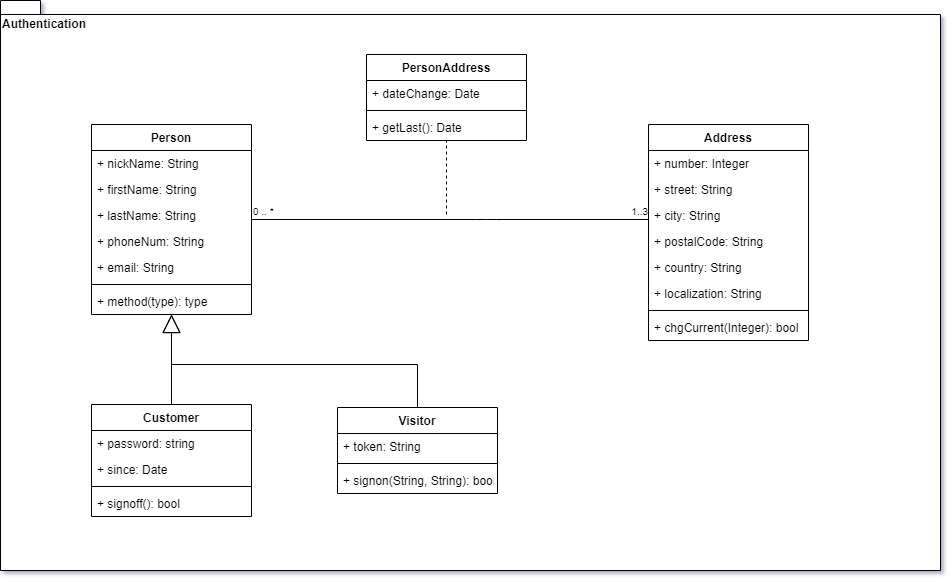 Authentication
PersonAddress
+ dateChange: Date
+ getLast(): Date
Person
+ nickName: String
+ firstName: String
+ lastName: String
+ phoneNum: String
+ email: String
+ method(type): type
0 .. *
1..3
Address
+ number: Integer
+ street: String
+ city: String
+ postalCode: String
+ country: String
+ localization: String
+ chgCurrent(Integer): bool
Customer
+ password: string
+ since: Date
+ signoff(): bool
Visitor
+ token: String
+ signon(String, String): boo